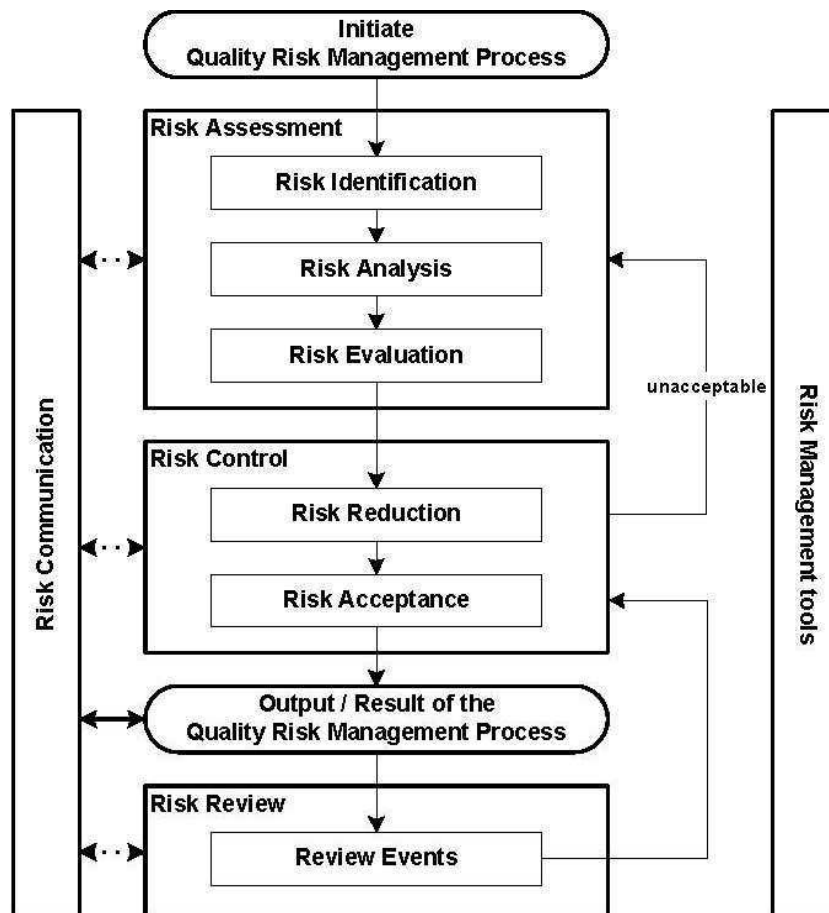 Initiate
Quality Risk Management Process
Risk Assessment
Risk Identification
Risk Analysis
Risk Evaluation
unacceptable
Risk Communication
Risk Management tools
Risk Control
Risk Reduction
Risk Acceptance
Output / Result of the
Quality Risk Management Process
Risk Review
Review Events